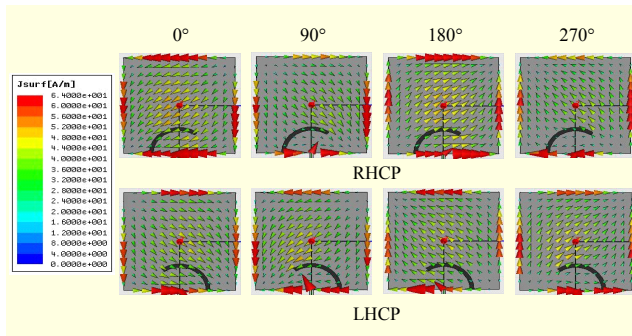 0° 90° 180° 270°
Jsurf[A/m]
6.4000e+001
6.0000e+001
5.6000e+001
5.2000e+001
4.8000e+001
4.4000e+001
4.0000e+001
3.6000e+001
3.2000e+001
2.8000e+001
2.4000e+001
2.0000e+001
1.6000e+001
1.2000e+001
8.0000e+000
4.0000e+000
0.0000e+000
RHCP
LHCP